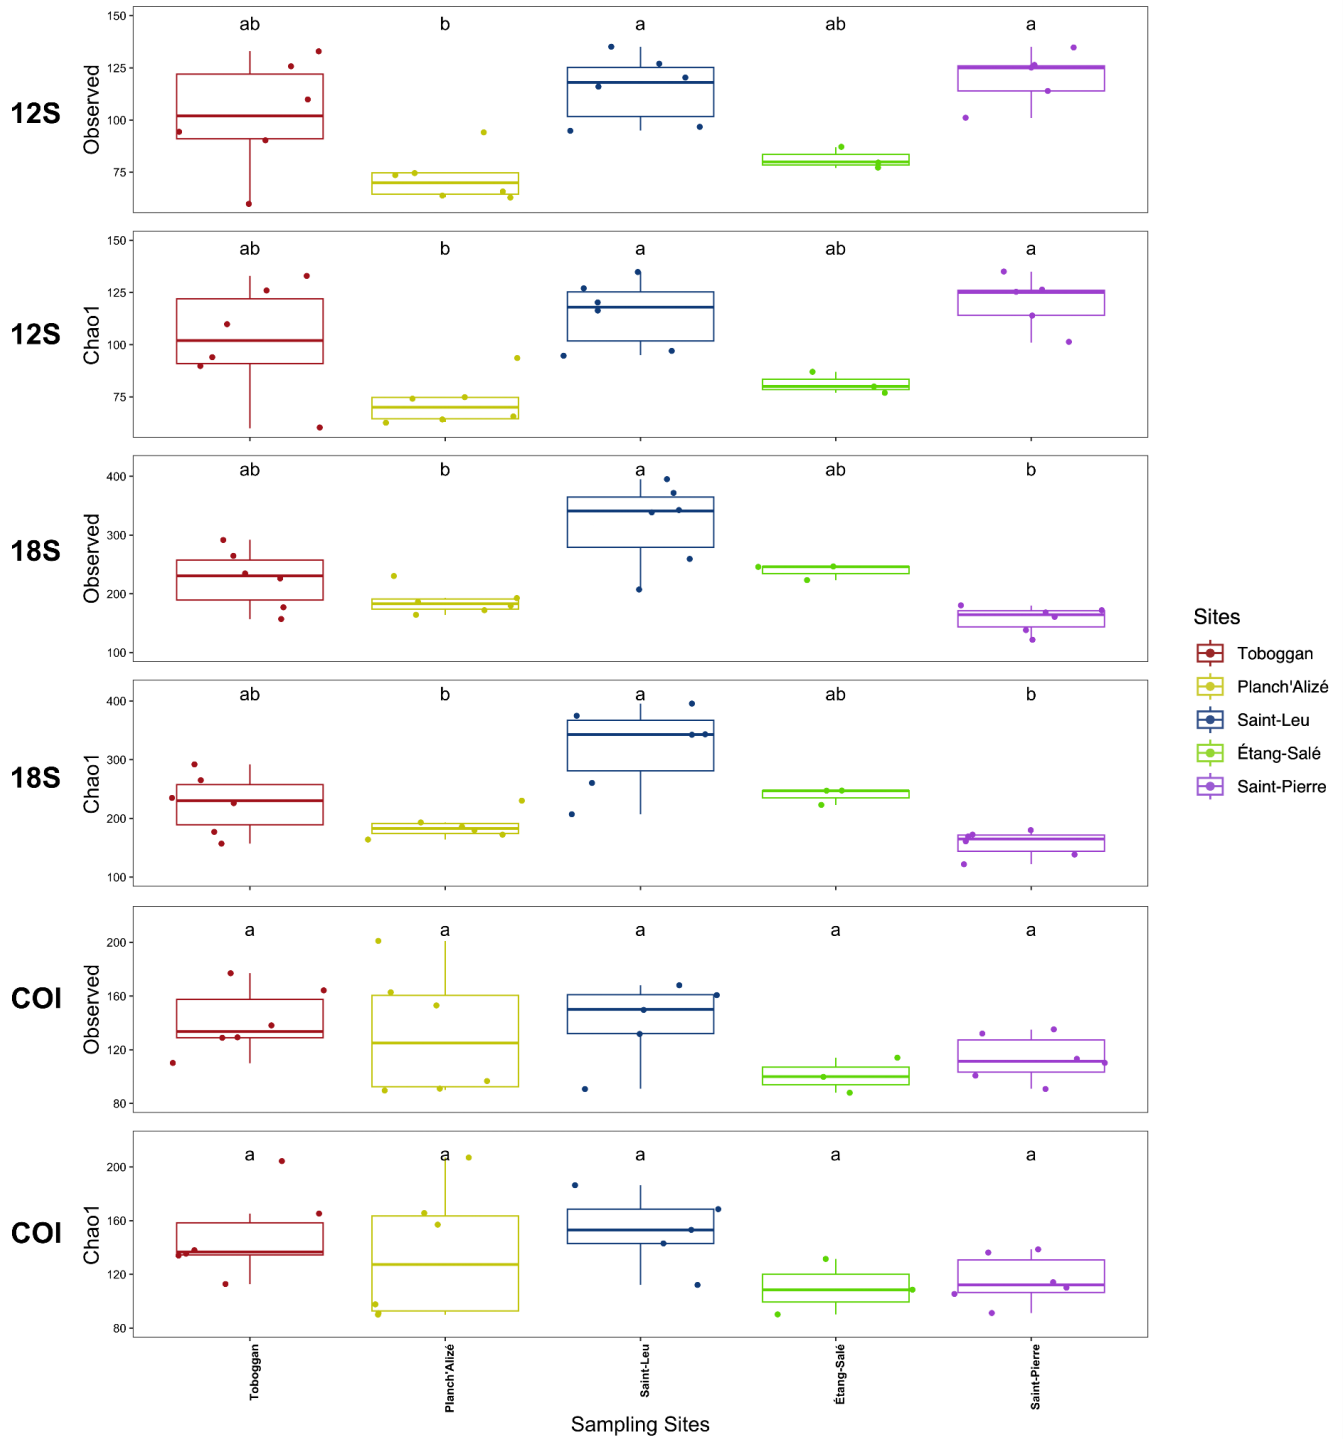 150
ab
b
a
ab
a
125
12S
Observed
100
75
150
ab
b
a
ab
a
125
12S
Chao1
100
75
400
ab
b
a
ab
b
300
18S
Observed
200
100
400
ab
b
a
ab
b
300
18S
Chao1
200
100
Sites
Toboggan
Planch'Alizé
Saint-Leu
Étang-Salé
Saint-Pierre
200
a
a
a
a
a
160
COI
Observed
120
80
200
a
a
a
a
a
160
COI
Chao1
120
80
Toboggan
Planch'Alizé
Saint-Leu
Étang-Salé
Saint-Pierre
Sampling Sites